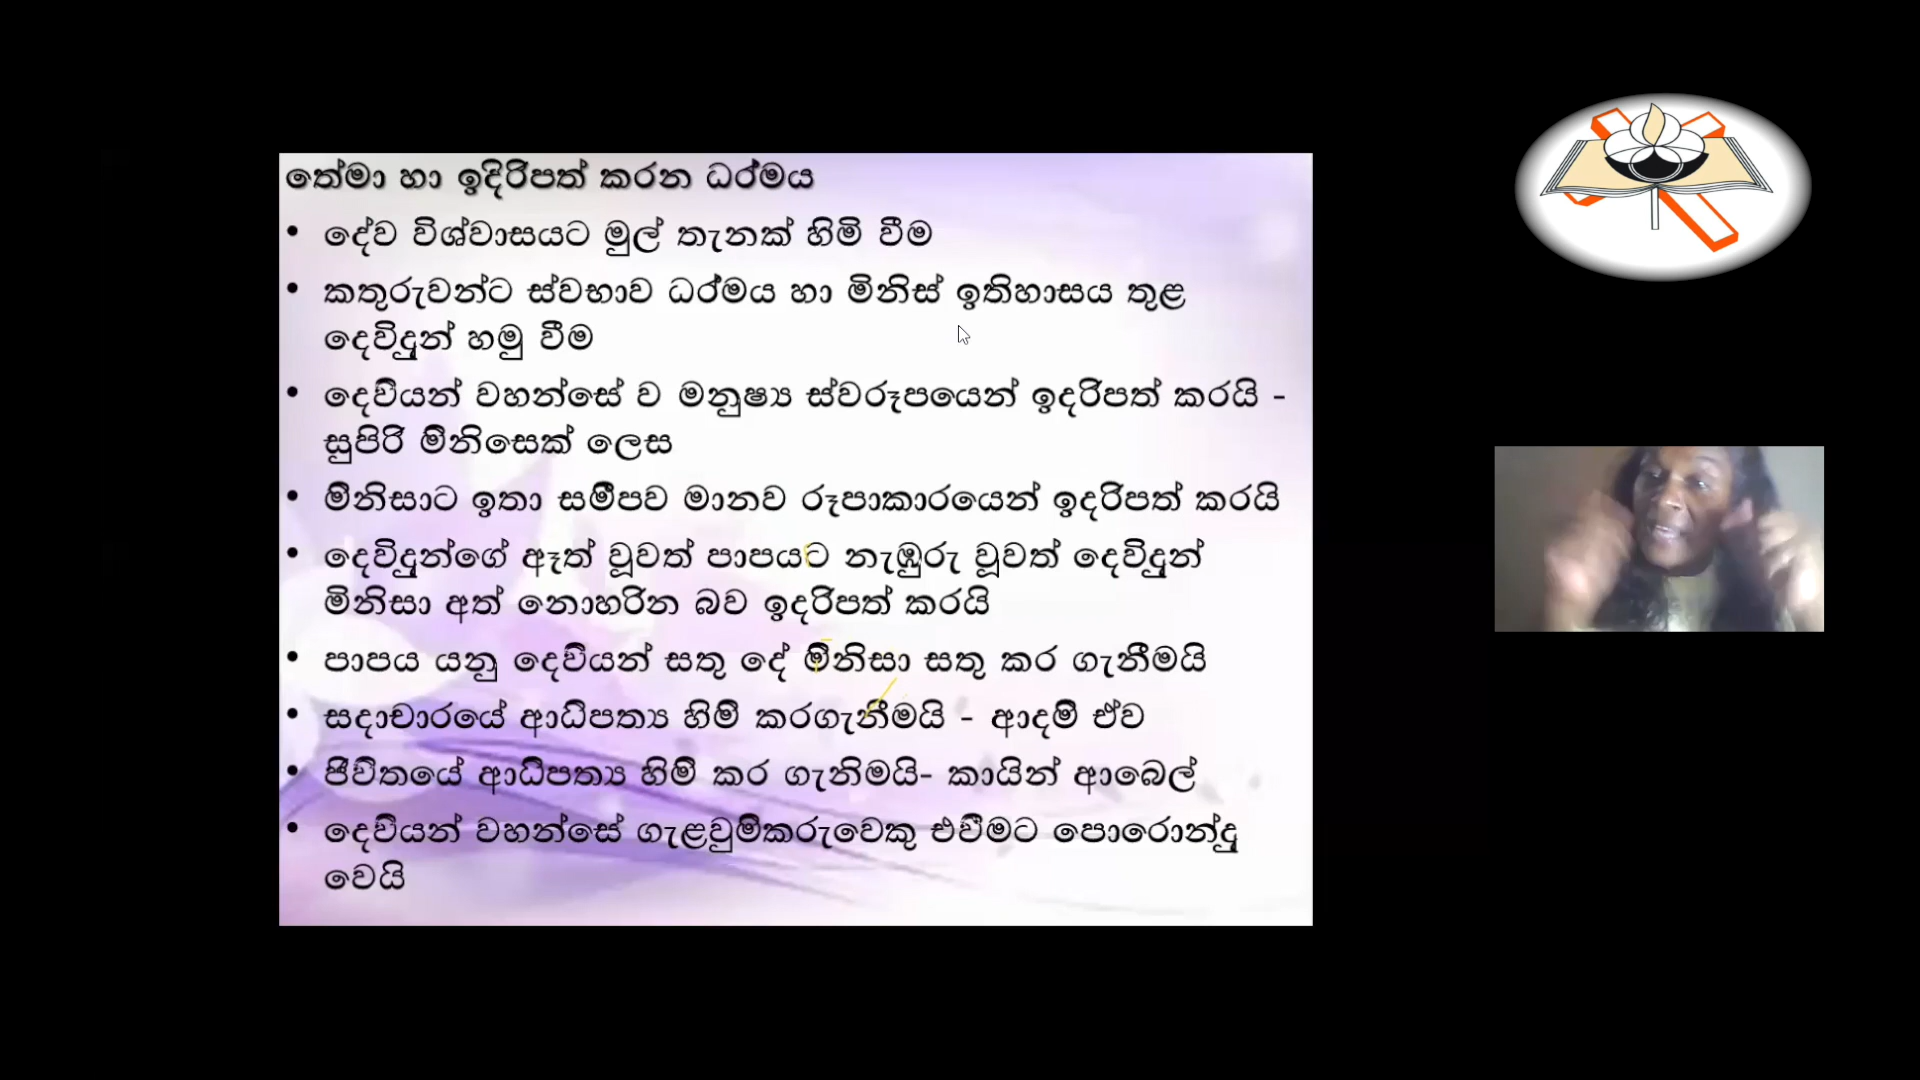 තේමා හා ඉදිරිපත් කරන ධර්මය
• දේව විශ්වාසයට මුල් තැනක් හිමි වීම
• කතුරුවන්ට ස්වභාව ධර්මය හා මිනිස් ඉතිහාසය තුළ
දෙවිඳුන් හමු වීම
• දෙවියන් වහන්සේ ව මනුෂ්‍ය ස්වරූපයෙන් ඉදරිපත් කරයි -
සුපිරි මිනිසෙක් ලෙස
• මිනිසාට ඉතා සමීපව මානව රූපාකාරයෙන් ඉදරිපත් කරයි
• දෙවිඳුන්ගේ ඈත් වූවත් පාපයට නැඹුරු වූවත් දෙවිඳුන්
මිනිසා අත් නොහරින බව ඉදරිපත් කරයි
• පාපය යනු දෙවියන් සතු දේ මිනිසා සතු කර ගැනීමයි
• සදාචාරයේ ආධිපත්‍ය හිමි කරගැනීමයි - ආදම් ඒව
• ජීවිතයේ ආධිපත්‍ය හිමි කර ගැනිමයි- කායින් ආබෙල්
• දෙවියන් වහන්සේ ගැළවුම්කරුවෙකු එවීමට පොරොන්දු
වෙයි